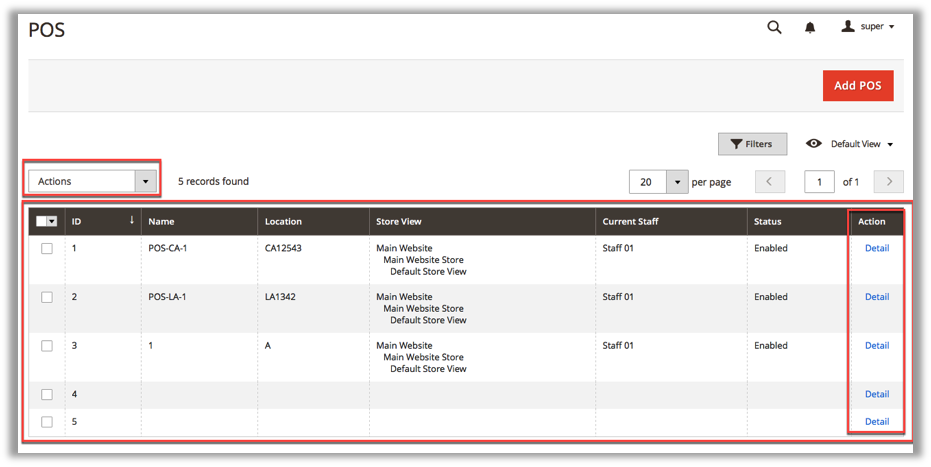 POS
super
Add POS
Filters
Default View
Actions
5 records found
20
per page
1
of 1
ID ↓ Name Location Store View Current Staff Status Action
1 POS-CA-1 CA12543 Main Website Staff 01 Enabled Detail
Main Website Store
Default Store View
2 POS-LA-1 LA1342 Main Website Staff 01 Enabled Detail
Main Website Store
Default Store View
3 1 A Main Website Staff 01 Enabled Detail
Main Website Store
Default Store View
4 Detail
5 Detail